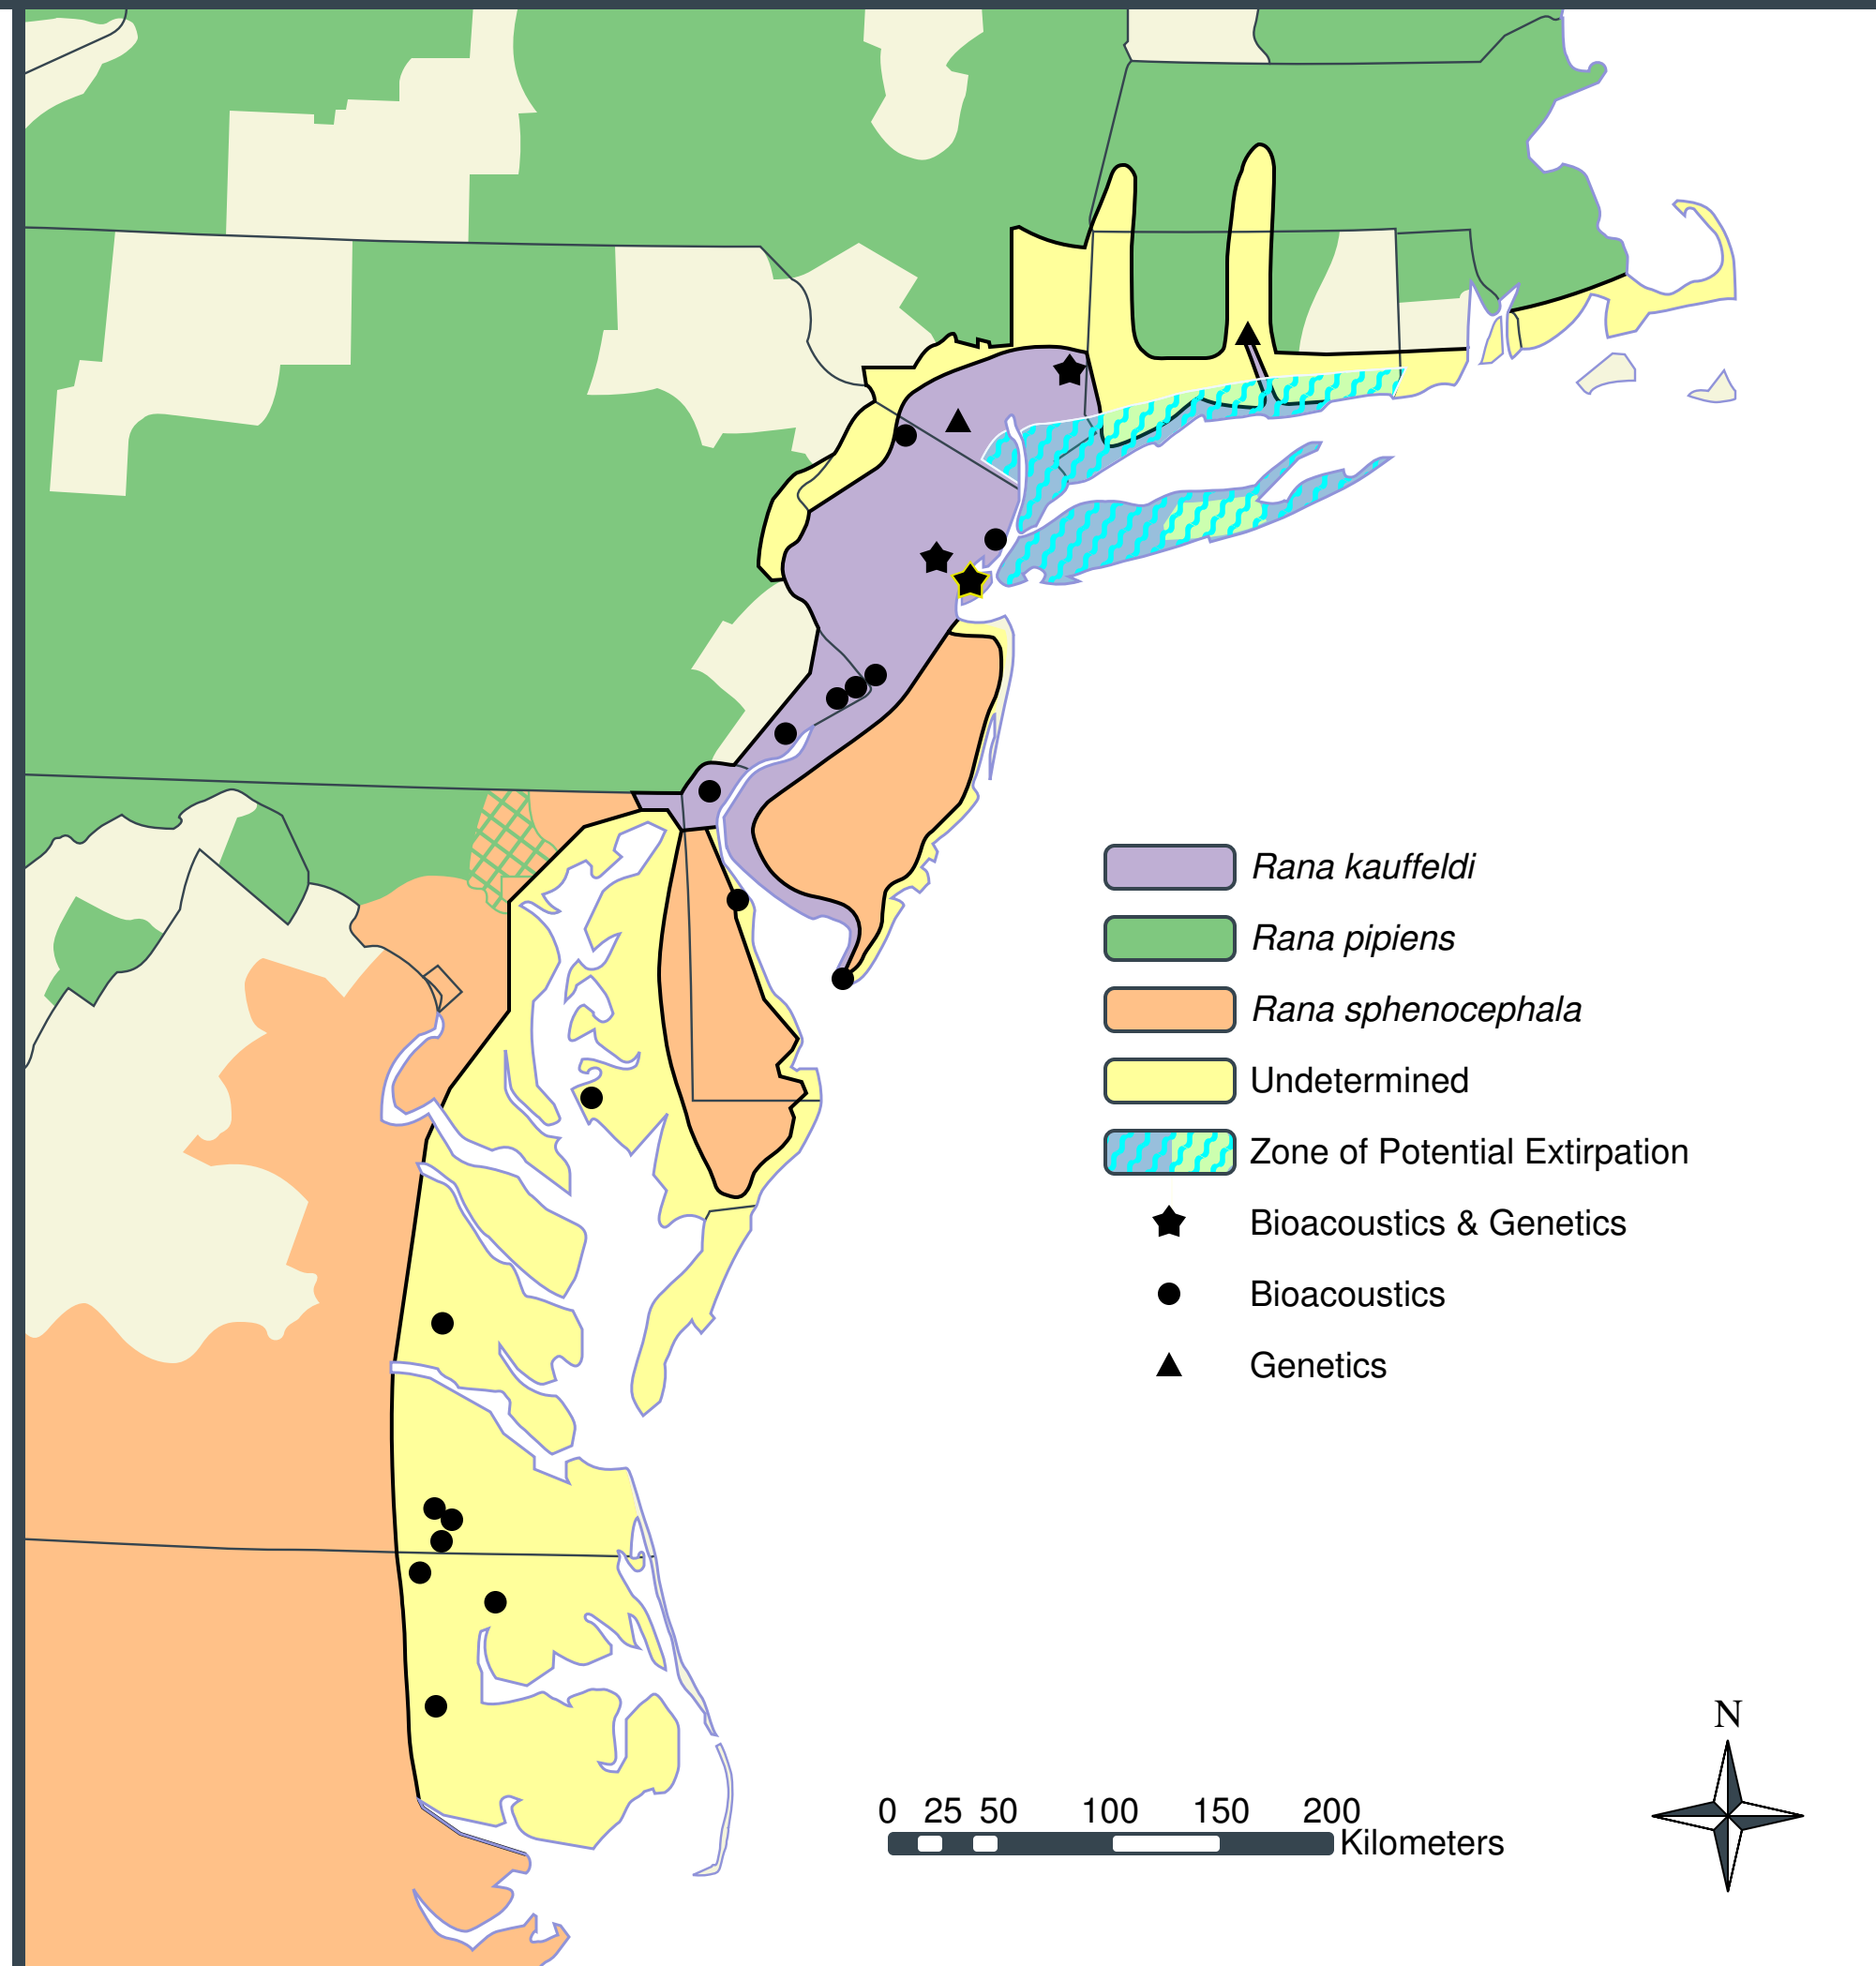 Rana kauffeldi
Rana pipiens
Rana sphenocephala
Undetermined
Zone of Potential Extirpation
Bioacoustics & Genetics
Bioacoustics
Genetics
N
0 25 50 100 150 200
Kilometers